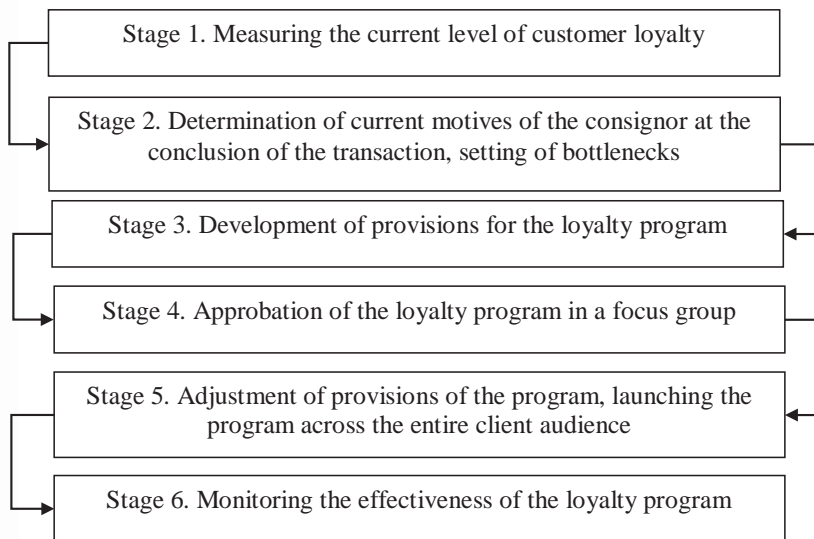 Stage 1. Measuring the current level of customer loyalty
Stage 2. Determination of current motives of the consignor at the
conclusion of the transaction, setting of bottlenecks
Stage 3. Development of provisions for the loyalty program
Stage 4. Approbation of the loyalty program in a focus group
Stage 5. Adjustment of provisions of the program, launching the
program across the entire client audience
Stage 6. Monitoring the effectiveness of the loyalty program